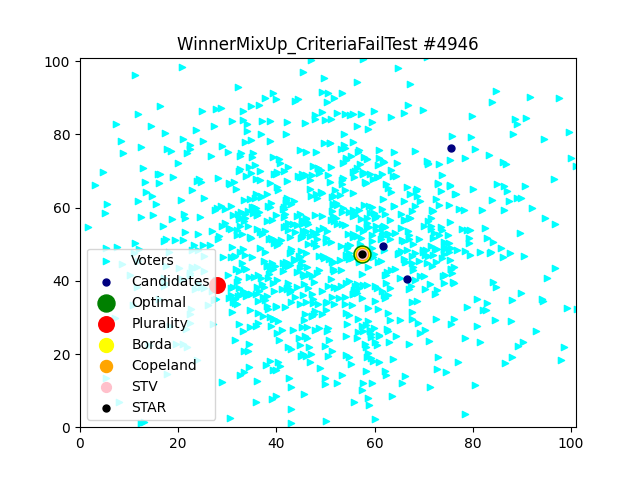 WinnerMixUp_CriteriaFailTest #4946
100
80
60
40
20
0
Voters
Candidates
Optimal
Plurality
Borda
Copeland
STV
STAR
0 20 40 60 80 100